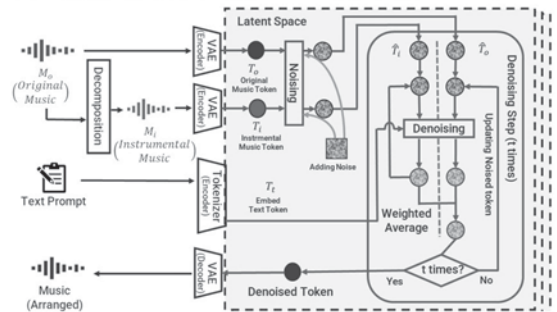 Latent Space
VAE
(Encoder)
M_o
(Original
Music)
T_o
Original
Music Token
Noising
T̂_i
T̂_o
Decomposition
M_i
(Instrumental
Music)
VAE
(Encoder)
T_i
Instrmental
Music Token
Adding Noise
Denoising
Updating Noised token
Denoising Step (t times)
Text Prompt
Tokenizer
(Encoder)
T_t
Embed
Text Token
Weighted
Average
Music
(Arranged)
VAE
(Decoder)
Denoised Token
Yes
t times?
No